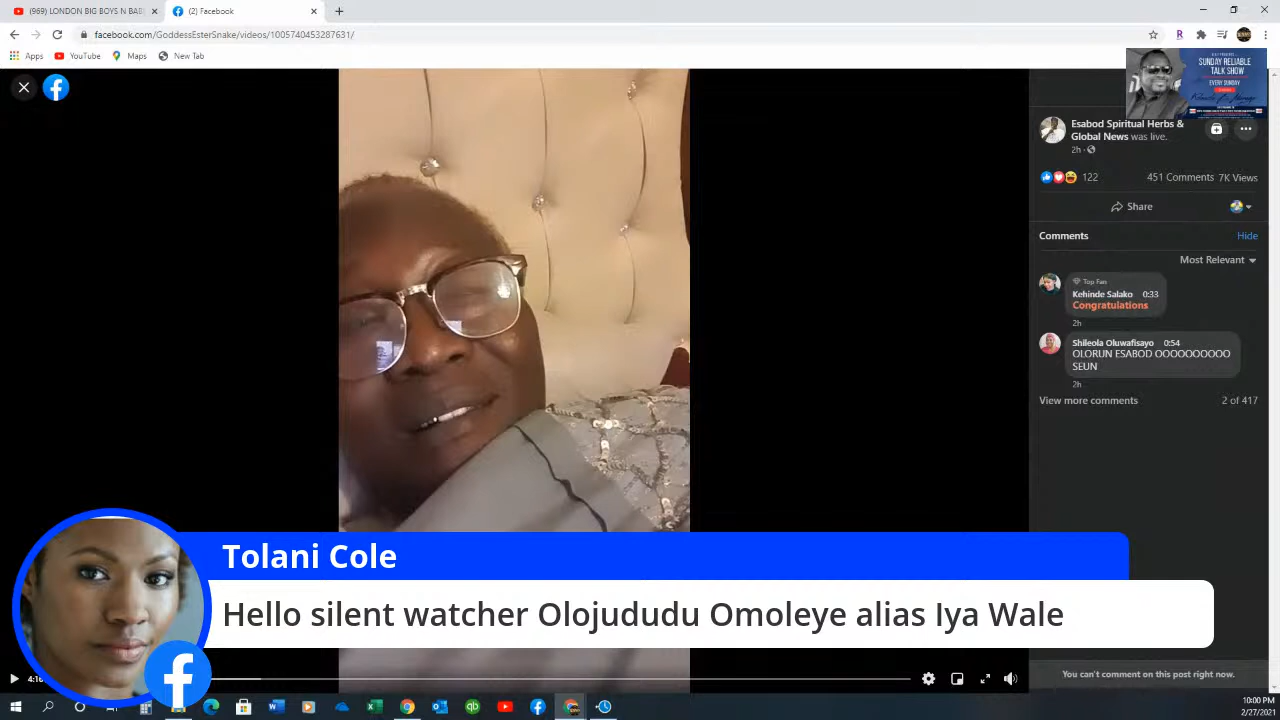 (969) LONDON BIG BOYS N BABI
(2) Facebook
facebook.com/GoddessEsterSnake/videos/1005740453287631/
Apps
YouTube
Maps
New Tab
SUNDAY RELIABLE
TALK SHOW
EVERY SUNDAY
Esabod Spiritual Herbs &
Global News was live.
2h
122
451 Comments
7K Views
Share
Comments
Hide
Most Relevant
Top Fan
Kehinde Salako 0:33
Congratulations
2h
Shileola Oluwafisayo 0:54
OLORUN ESABOD OOOOOOOOOO
SEUN
2h
View more comments
2 of 417
Tolani Cole
Hello silent watcher Olojududu Omoleye alias Iya Wale
You can't comment on this post right now.
10:00 PM
2/27/2021